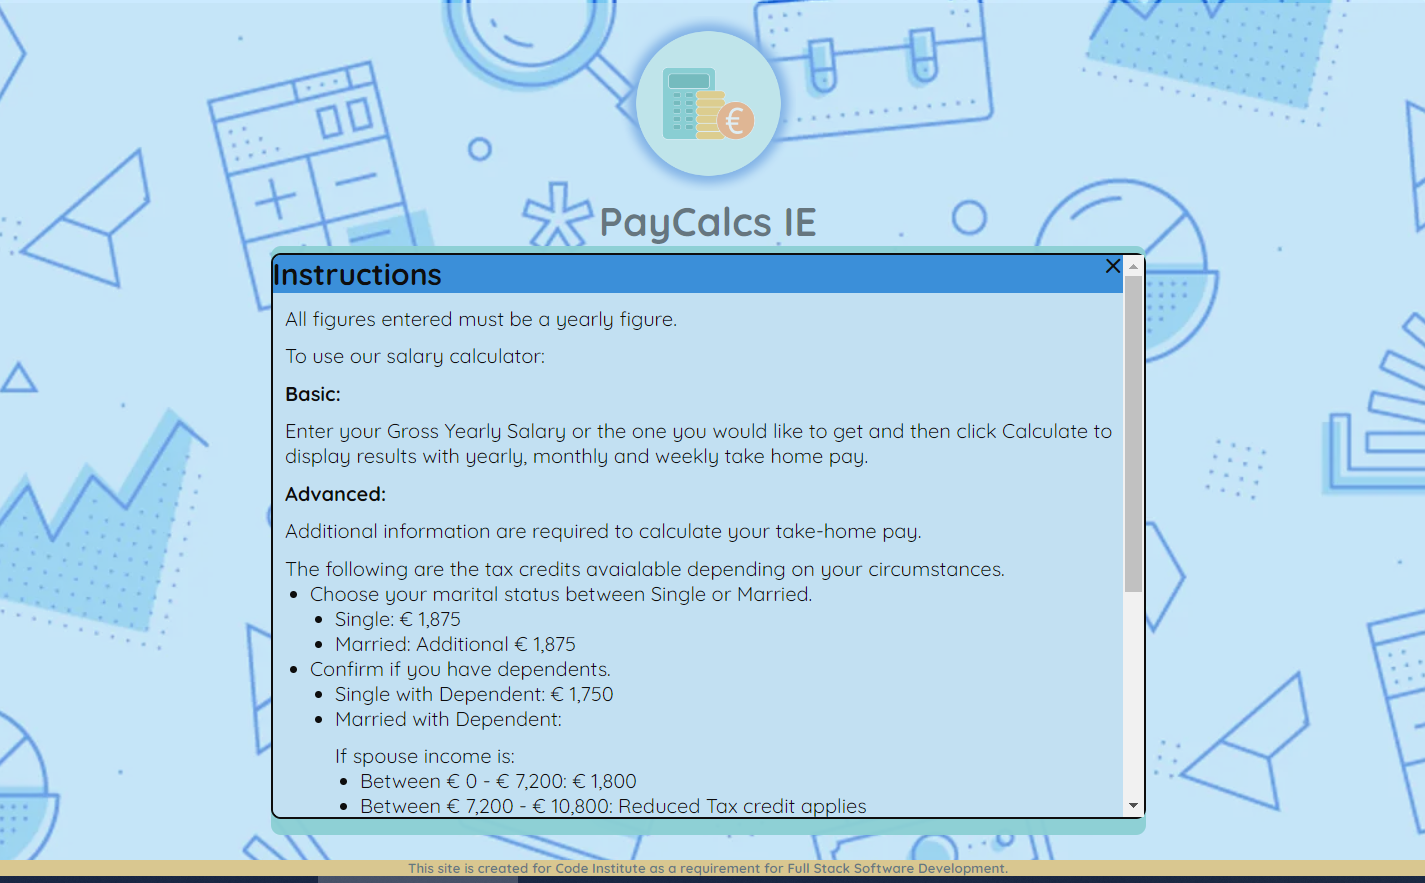 €
PayCalcs IE
Instructions
All figures entered must be a yearly figure.
To use our salary calculator:
Basic:
Enter your Gross Yearly Salary or the one you would like to get and then click Calculate to
display results with yearly, monthly and weekly take home pay.
Advanced:
Additional information are required to calculate your take-home pay.
The following are the tax credits avaialable depending on your circumstances.
Choose your marital status between Single or Married.
Single: € 1,875
Married: Additional € 1,875
Confirm if you have dependents.
Single with Dependent: € 1,750
Married with Dependent:
If spouse income is:
Between € 0 - € 7,200: € 1,800
Between € 7,200 - € 10,800: Reduced Tax credit applies
This site is created for Code Institute as a requirement for Full Stack Software Development.